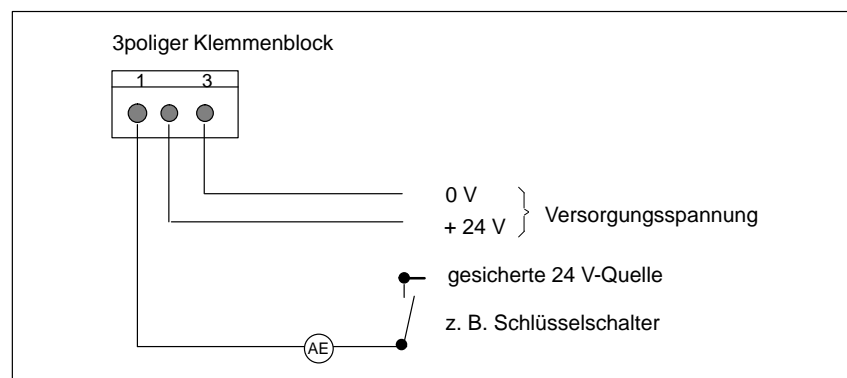 3poliger Klemmenblock
1 3
0 V
+ 24 V
Versorgungsspannung
gesicherte 24 V-Quelle
z. B. Schlüsselschalter
AE